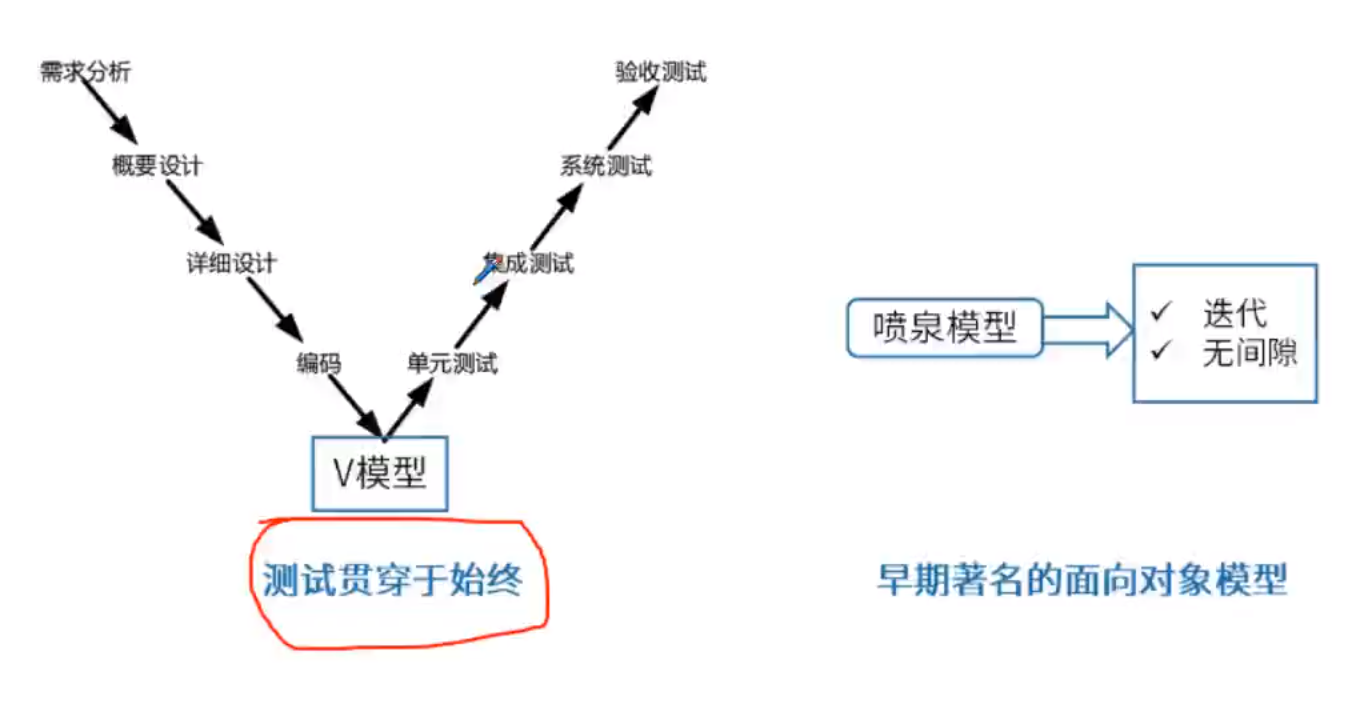 需求分析
概要设计
详细设计
编码
单元测试
集成测试
系统测试
验收测试
V模型
测试贯穿于始终
喷泉模型
✓ 迭代
✓ 无间隙
早期著名的面向对象模型